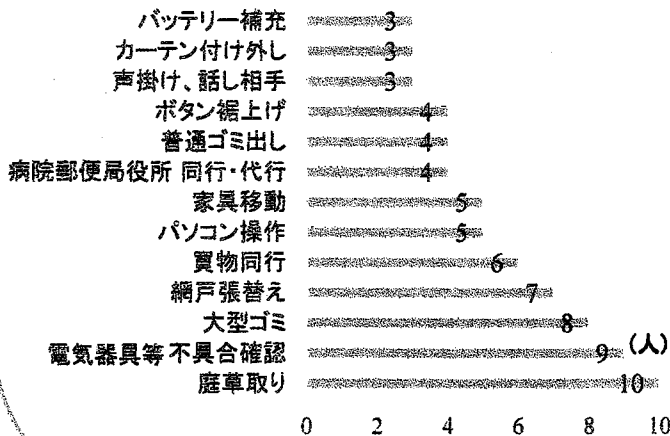 バッテリー補充 3
カーテン付け外し 3
声掛け、話し相手 3
ボタン裾上げ 4
普通ゴミ出し 4
病院郵便局役所 同行・代行 4
家具移動 5
パソコン操作 5
買物同行 6
網戸張替え 7
大型ゴミ 8
電気器具等 不具合確認 9 (人)
庭草取り 10
0 2 4 6 8 10